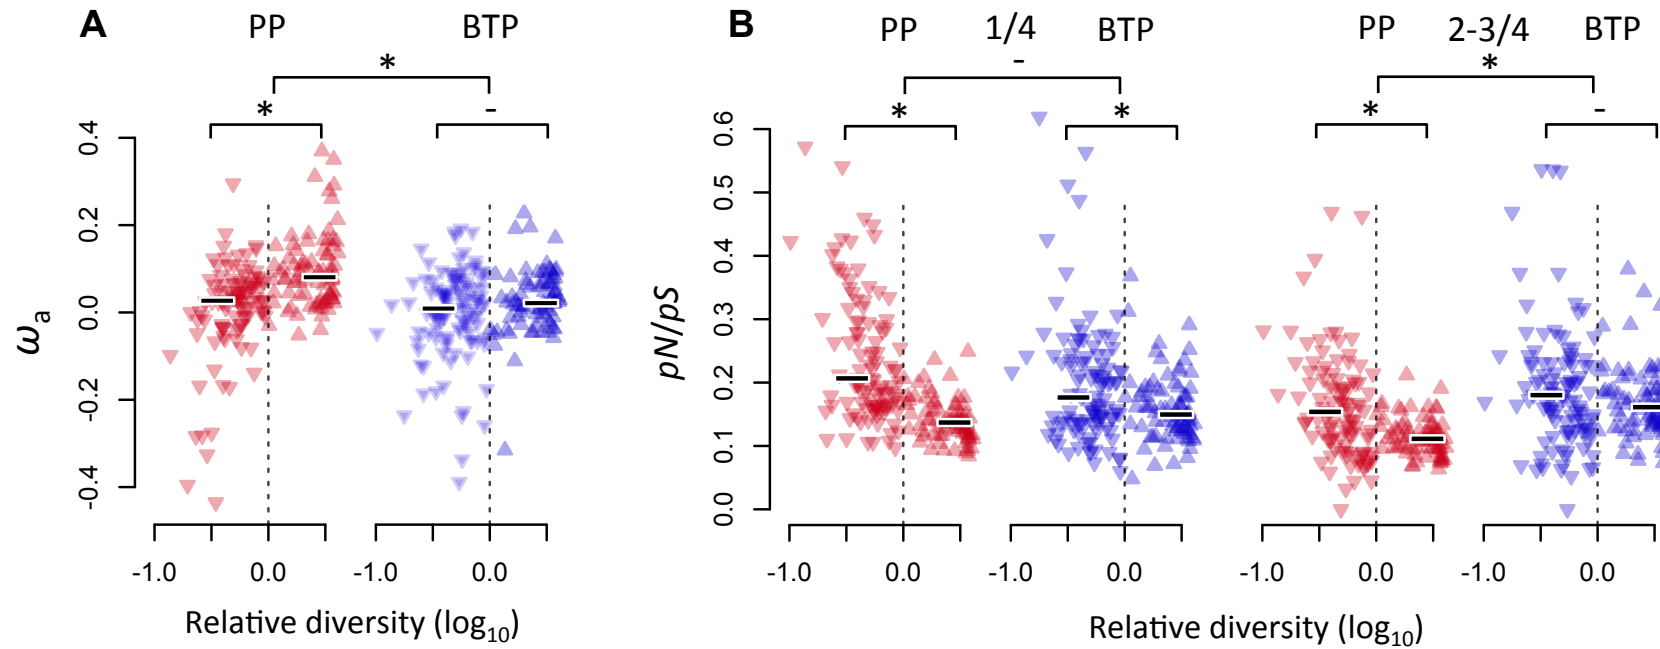 A PP BTP
*
* -
0.4
0.2
0.0
-0.2
-0.4
ωa
-1.0 0.0 -1.0 0.0
Relative diversity (log10)
B PP 1/4 BTP PP 2-3/4 BTP
- *
* * * -
0.6
0.5
0.4
0.3
0.2
0.1
0.0
pN/pS
-1.0 0.0 -1.0 0.0 -1.0 0.0 -1.0 0.0
Relative diversity (log10)